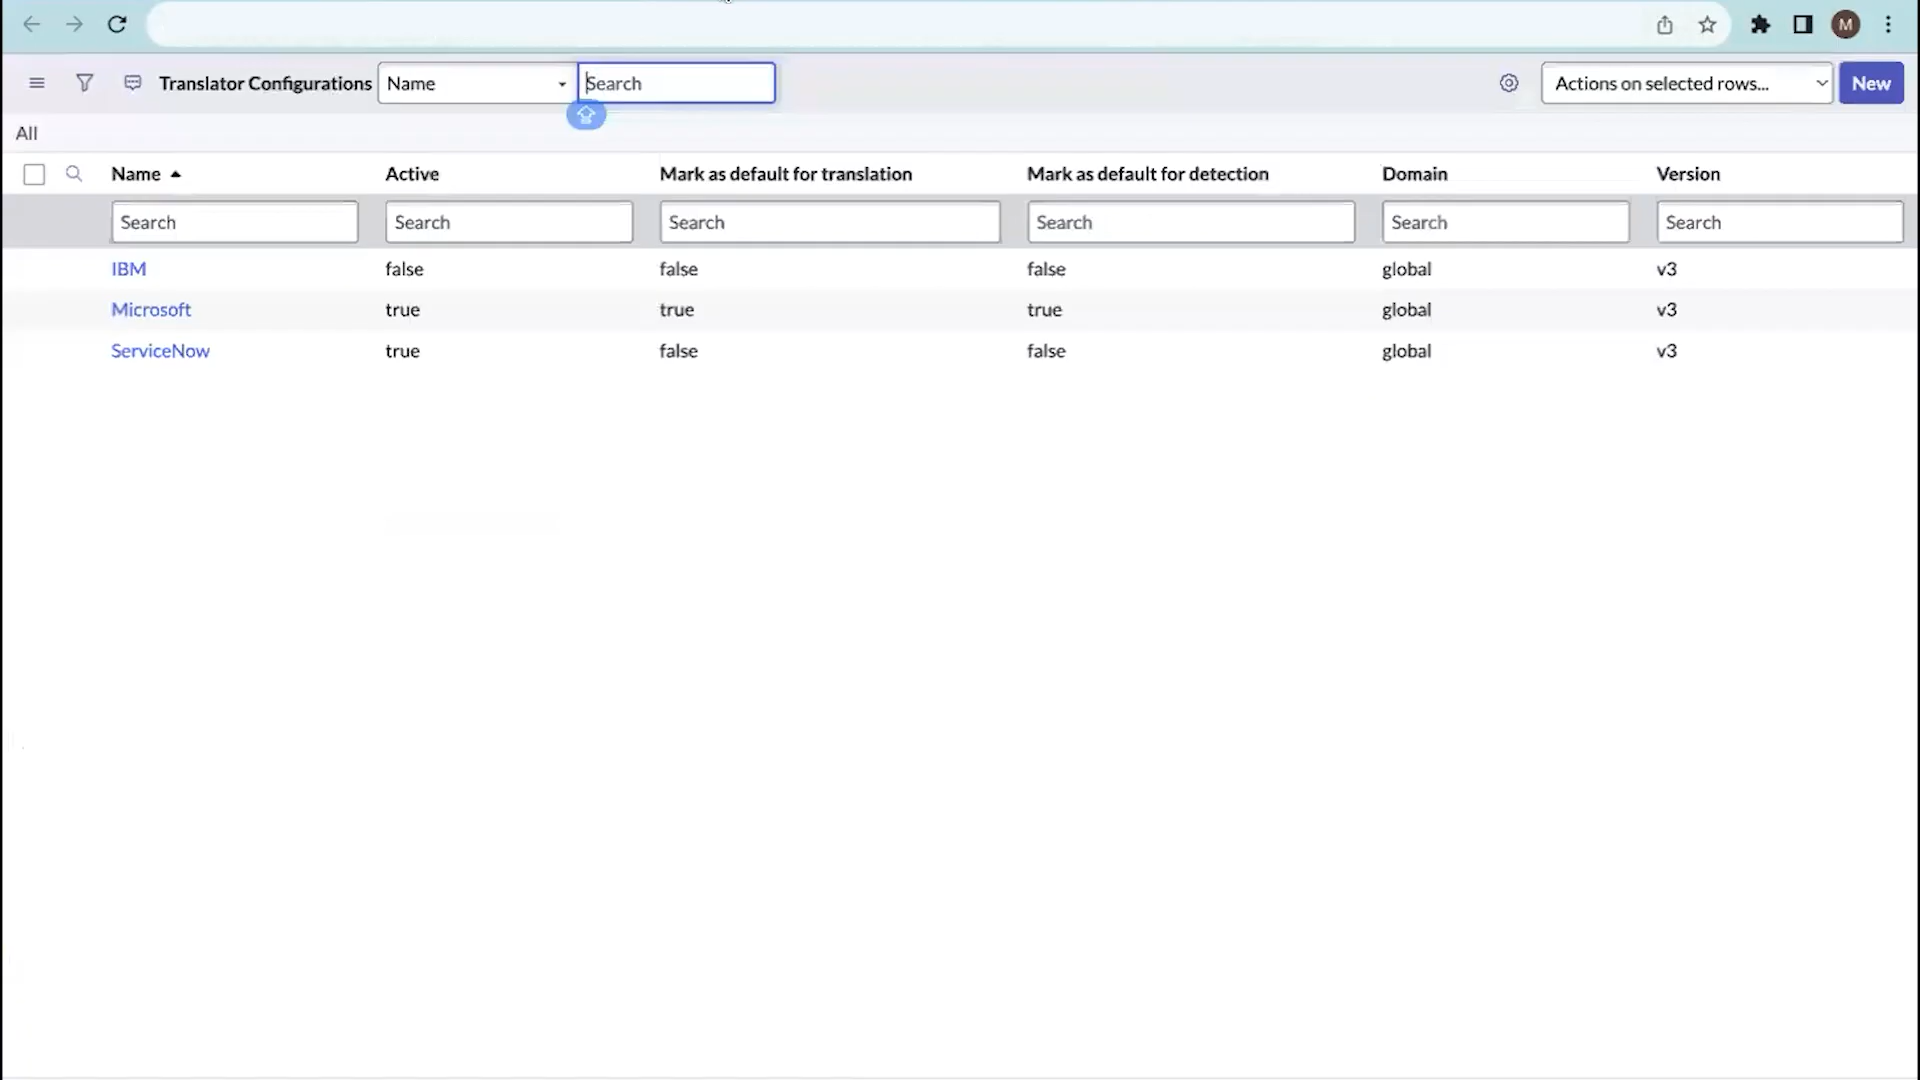 M
Translator Configurations Name Search Actions on selected rows... New
All
Name Active Mark as default for translation Mark as default for detection Domain Version
Search Search Search Search Search Search
IBM false false false global v3
Microsoft true true true global v3
ServiceNow true false false global v3